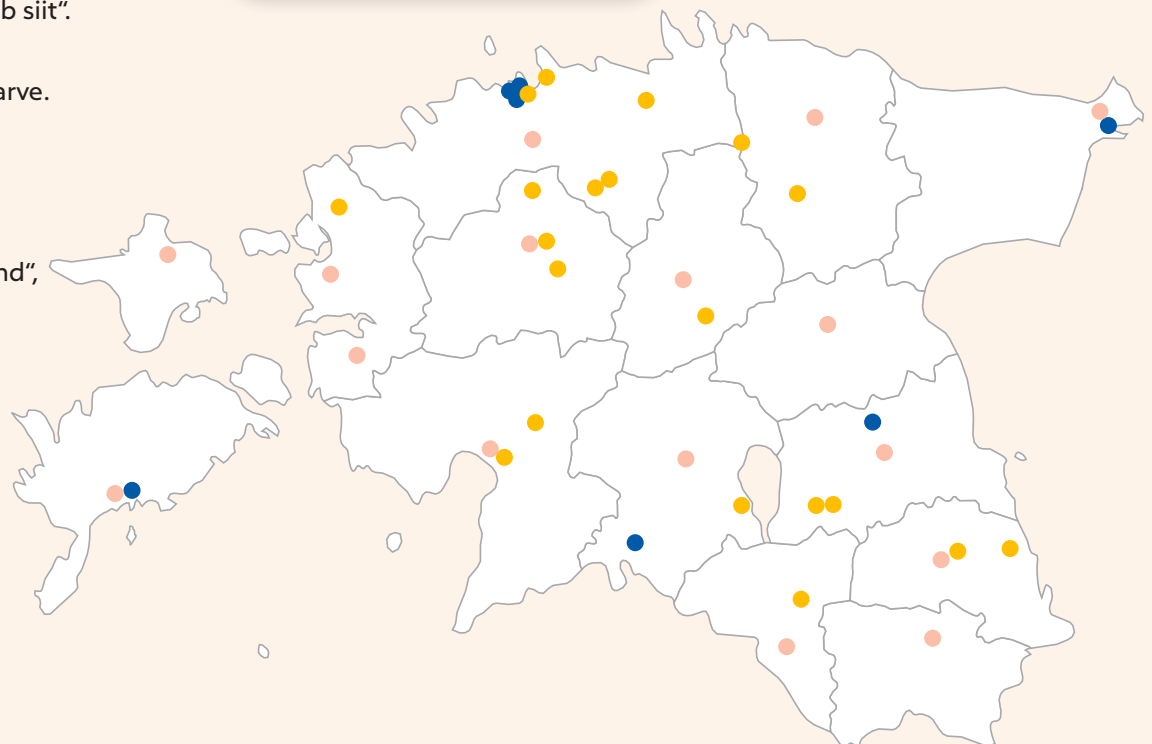 b siit“.
arve.
nd“,